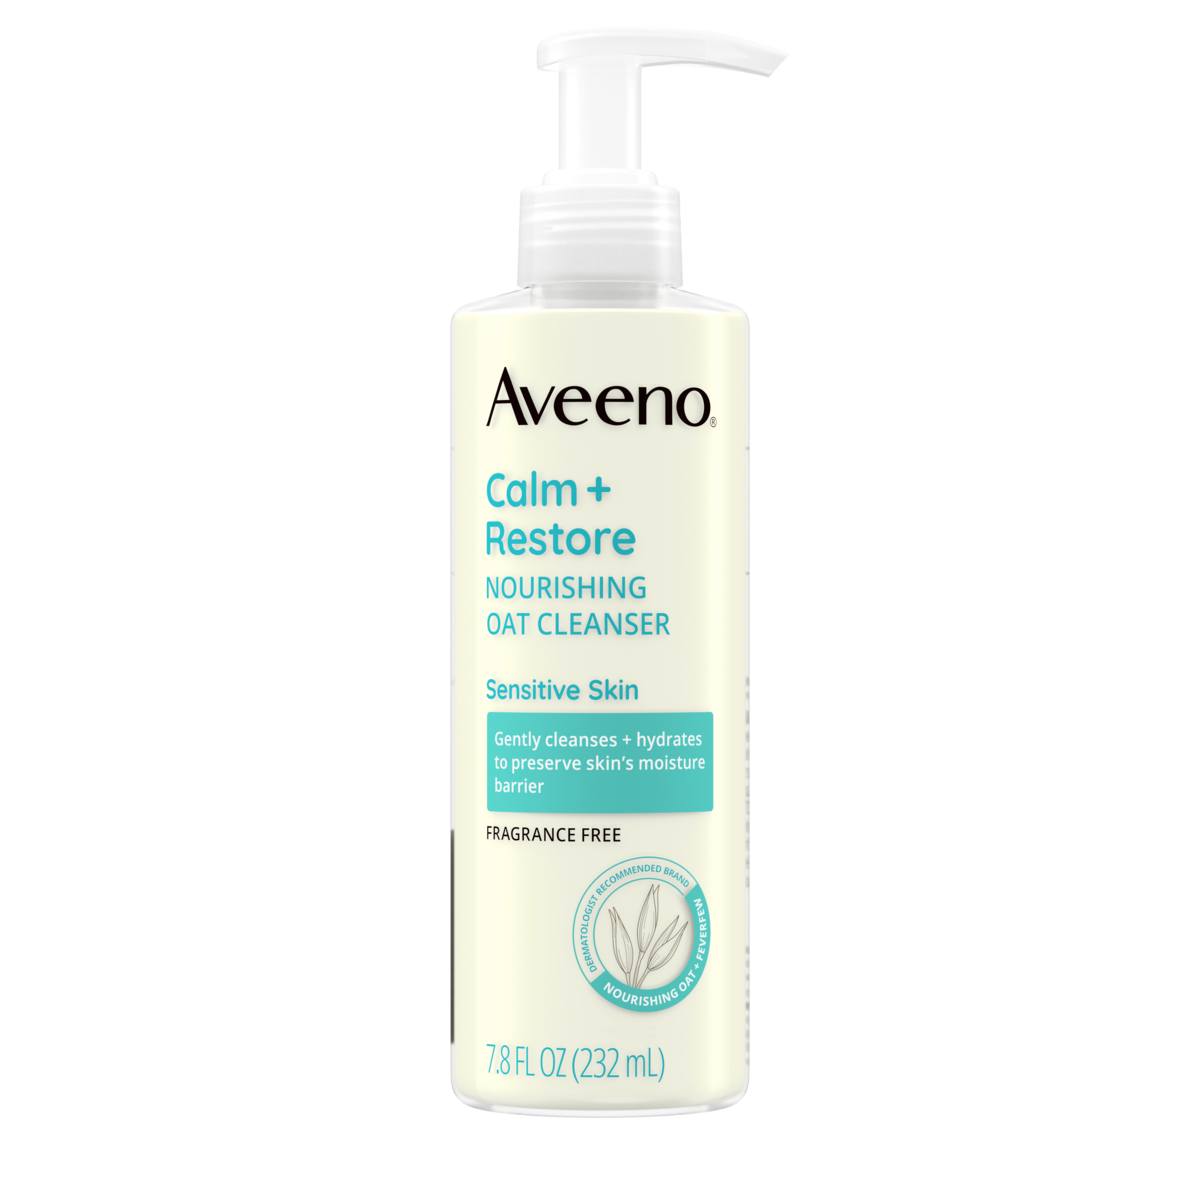 Aveeno®
Calm +
Restore
NOURISHING
OAT CLEANSER
Sensitive Skin
Gently cleanses + hydrates
to preserve skin's moisture
barrier
FRAGRANCE FREE
DERMATOLOGIST RECOMMENDED BRAND
NOURISHING OAT + FEVERFEW
7.8 FL OZ (232 mL)